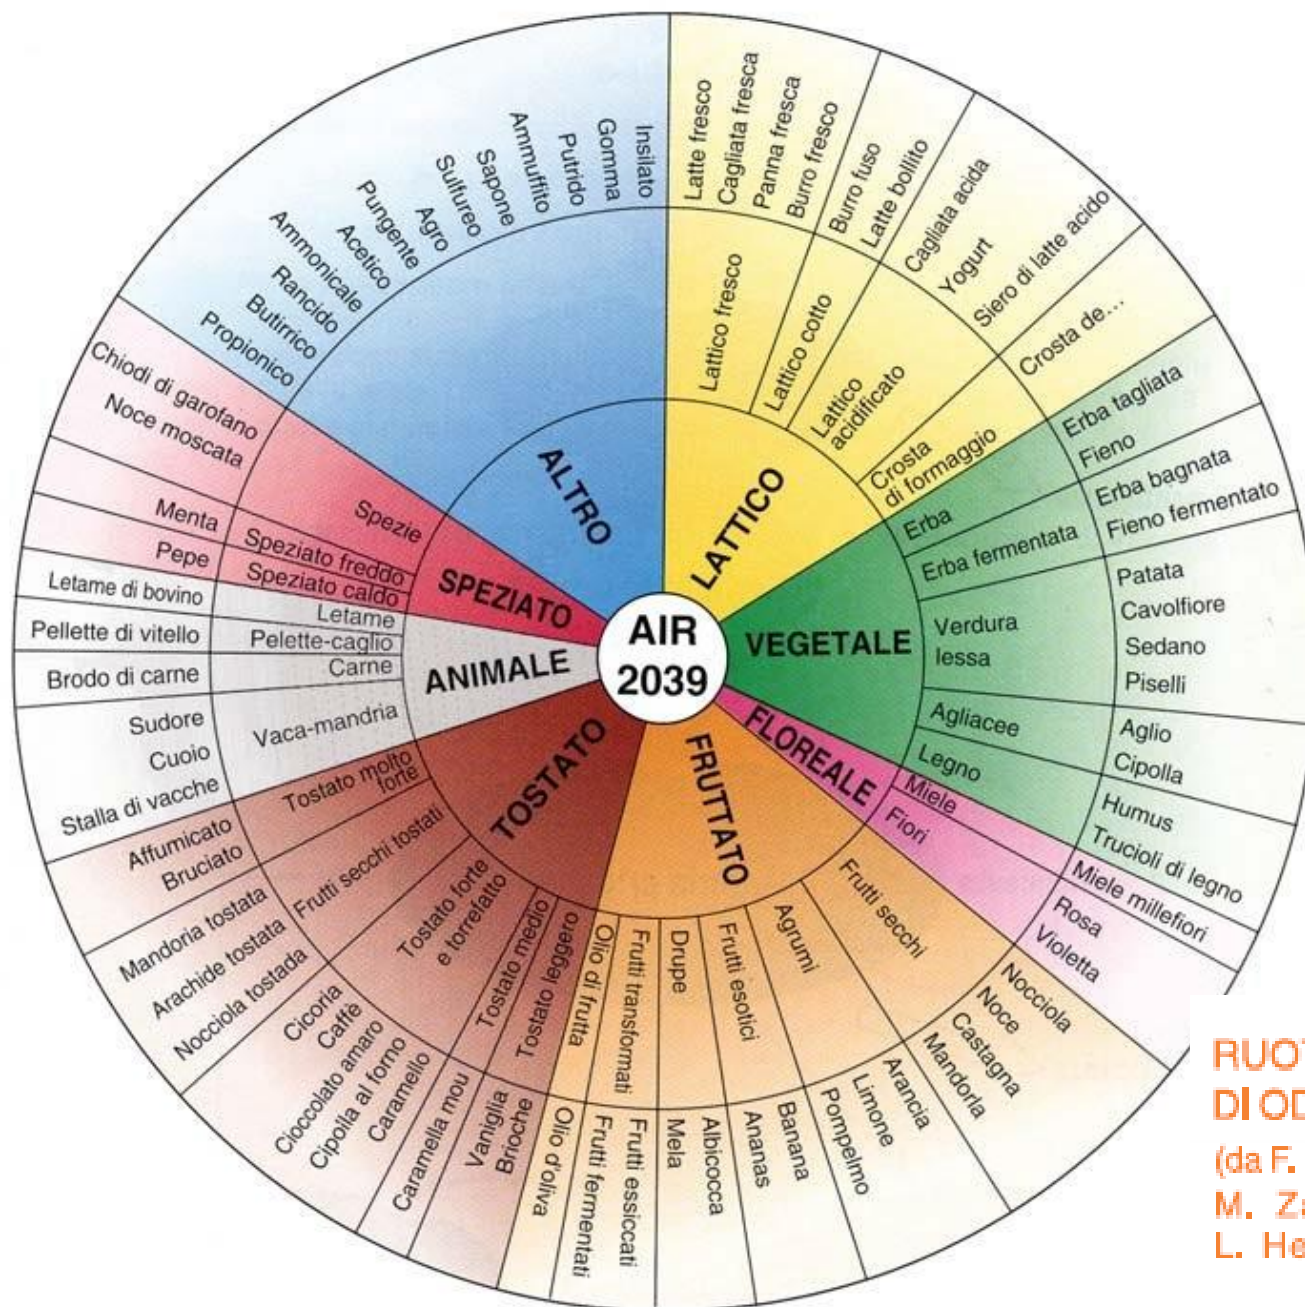 AIR
2039
LATTICO
Lattico fresco
Latte fresco
Cagliata fresca
Panna fresca
Burro fresco
Lattico cotto
Burro fuso
Latte bollito
Lattico
acidificato
Cagliata acida
Yogurt
Siero di latte acido
Crosta
di formaggio
Crosta de...
VEGETALE
Erba
Erba tagliata
Fieno
Erba fermentata
Erba bagnata
Fieno fermentato
Verdura
lessa
Patata
Cavolfiore
Sedano
Piselli
Agliacee
Aglio
Cipolla
Legno
Humus
Trucioli di legno
FLOREALE
Miele
Miele millefiori
Fiori
Rosa
Violetta
FRUTTATO
Frutti secchi
Nocciola
Noce
Castagna
Mandorla
Agrumi
Arancia
Limone
Pompelmo
Frutti esotici
Banana
Ananas
Drupe
Albicocca
Mela
Frutti transformati
Frutti essiccati
Frutti fermentati
Olio di frutta
Olio d'oliva
TOSTATO
Tostato leggero
Brioche
Vaniglia
Tostato medio
Caramella mou
Tostato forte
e torrefatto
Caramello
Cipolla al forno
Cioccolato amaro
Caffè
Cicorla
Frutti secchi tostati
Nocciola tostada
Arachide tostata
Mandoria tostata
Tostato molto
forte
Bruciato
Affumicato
ANIMALE
Vaca-mandria
Stalla di vacche
Cuoio
Sudore
Carne
Brodo di carne
Pelette-caglio
Pellette di vitello
Letame
Letame di bovino
SPEZIATO
Speziato caldo
Pepe
Speziato freddo
Menta
Spezie
Noce moscata
Chiodi di garofano
ALTRO
Propionico
Butirrico
Rancido
Ammonicale
Acetico
Pungente
Agro
Sulfureo
Sapone
Ammuffito
Putrido
Gomma
Insilato
(da F.
M. Za
L. He